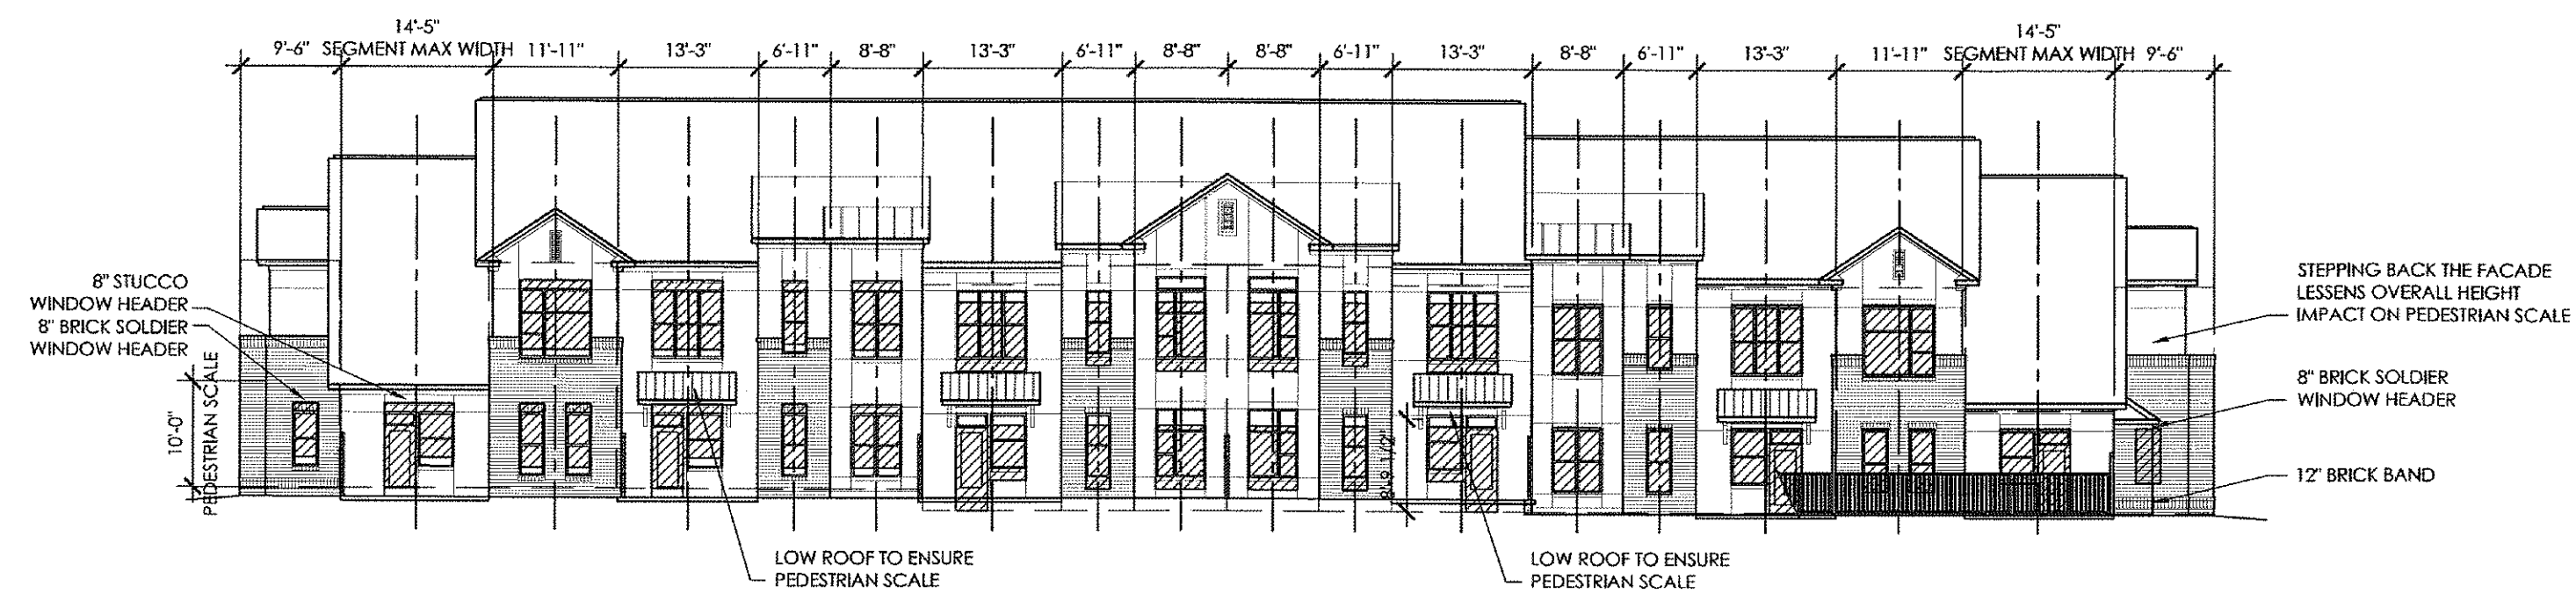 14'-5"
14'-5"
9'-6" SEGMENT MAX WIDTH 11'-11" 13'-3" 6'-11" 8'-8" 13'-3" 6'-11" 8'-8" 8'-8" 6'-11" 13'-3" 8'-8" 6'-11" 13'-3" 11'-11" SEGMENT MAX WIDTH 9'-6"
8" STUCCO
WINDOW HEADER
8" BRICK SOLDIER
WINDOW HEADER
10'-0"
PEDESTRIAN SCALE
8'-9 1/2"
STEPPING BACK THE FACADE
LESSENS OVERALL HEIGHT
IMPACT ON PEDESTRIAN SCALE
8" BRICK SOLDIER
WINDOW HEADER
12" BRICK BAND
LOW ROOF TO ENSURE
PEDESTRIAN SCALE
LOW ROOF TO ENSURE
PEDESTRIAN SCALE